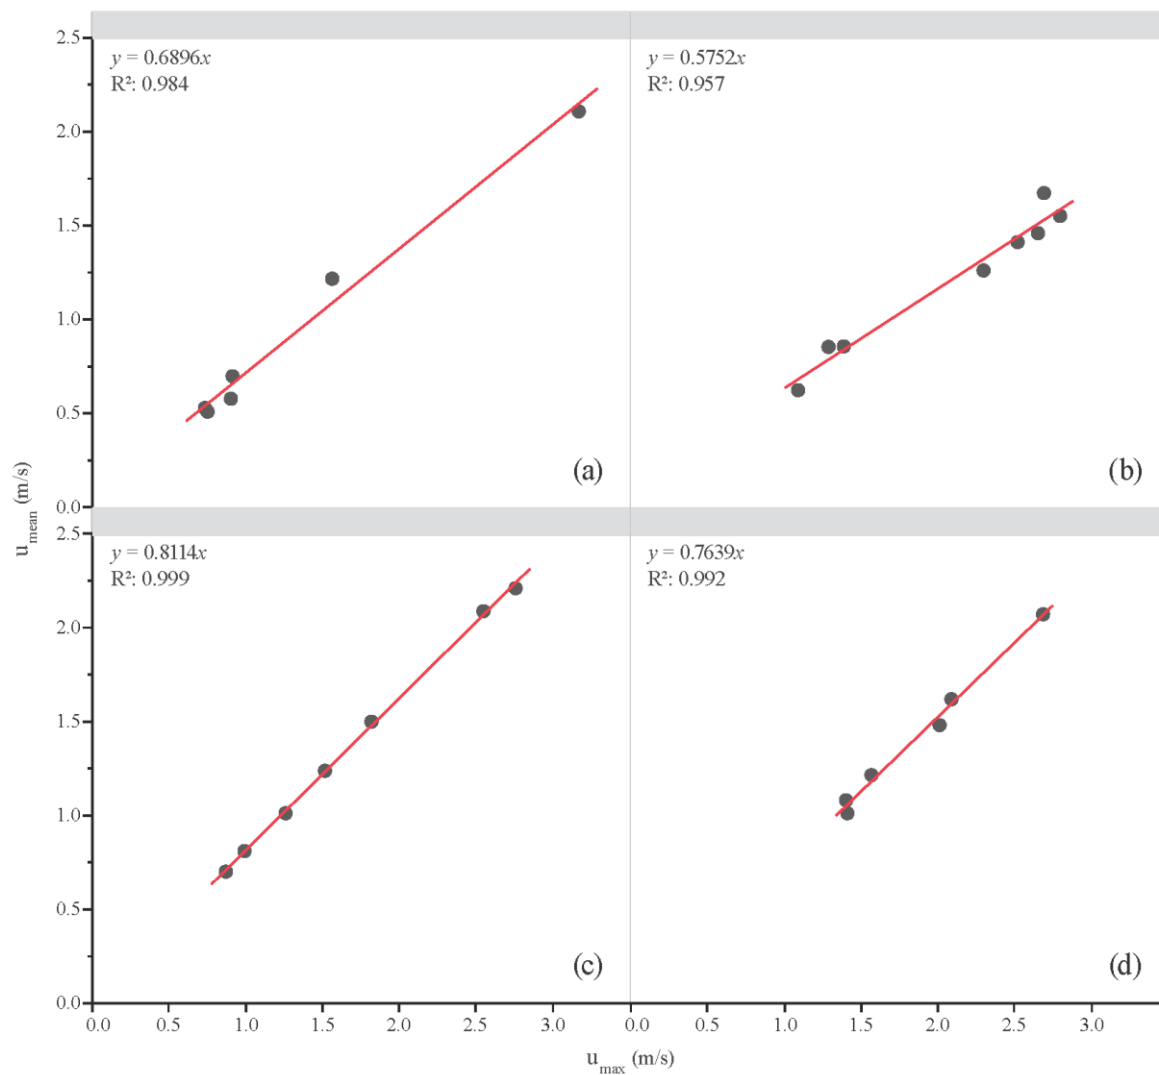 2.5
2.0
1.5
1.0
0.5
0.0
y = 0.6896x
R²: 0.984
(a)
y = 0.5752x
R²: 0.957
(b)
u_mean (m/s)
2.5
2.0
1.5
1.0
0.5
0.0
y = 0.8114x
R²: 0.999
(c)
y = 0.7639x
R²: 0.992
(d)
0.0 0.5 1.0 1.5 2.0 2.5 3.0 0.0 0.5 1.0 1.5 2.0 2.5 3.0
u_max (m/s)